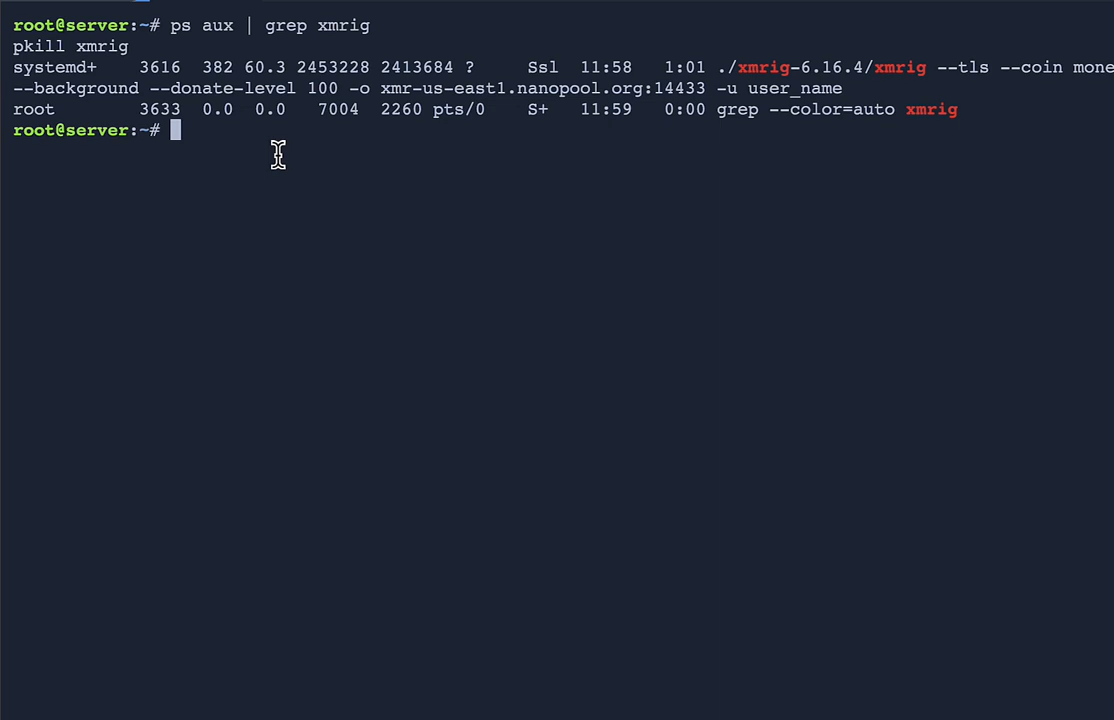 root@server:~# ps aux | grep xmrig
pkill xmrig
systemd+    3616  382 60.3 2453228 2413684 ?     Ssl  11:58   1:01 ./xmrig-6.16.4/xmrig --tls --coin mone
--background --donate-level 100 -o xmr-us-east1.nanopool.org:14433 -u user_name
root        3633  0.0  0.0   7004  2260 pts/0    S+   11:59   0:00 grep --color=auto xmrig
root@server:~#